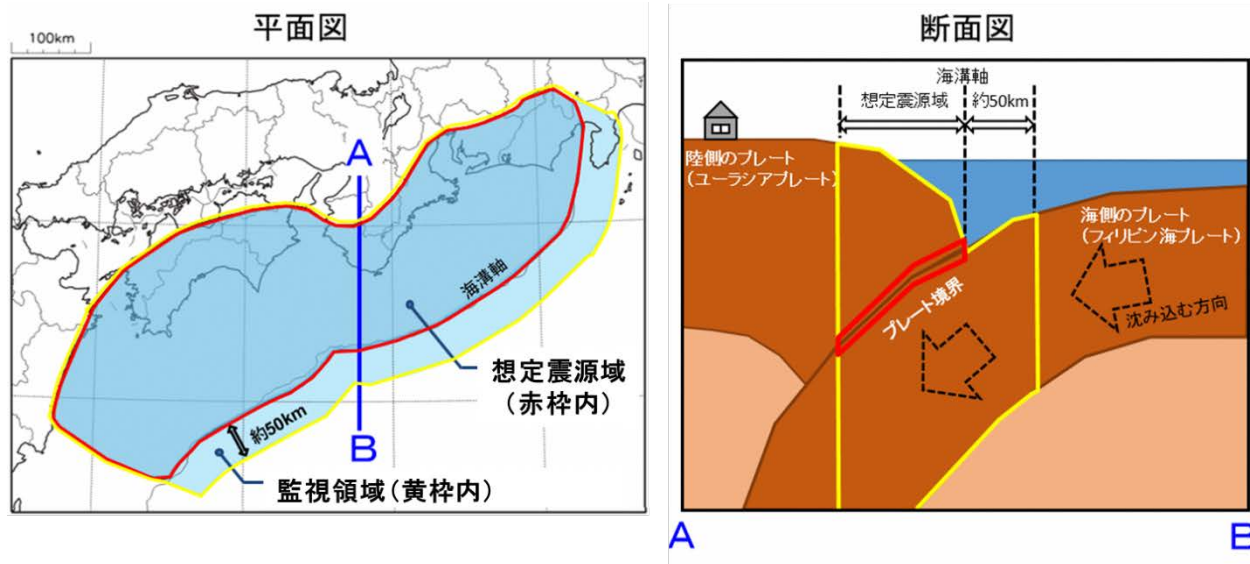 平面図
100km
A
海溝軸
想定震源域
(赤枠内)
約50km
B
監視領域(黄枠内)
断面図
海溝軸
想定震源域
約50km
陸側のプレート
(ユーラシアプレート)
海側のプレート
(フィリピン海プレート)
プレート境界
沈み込む方向
A
B